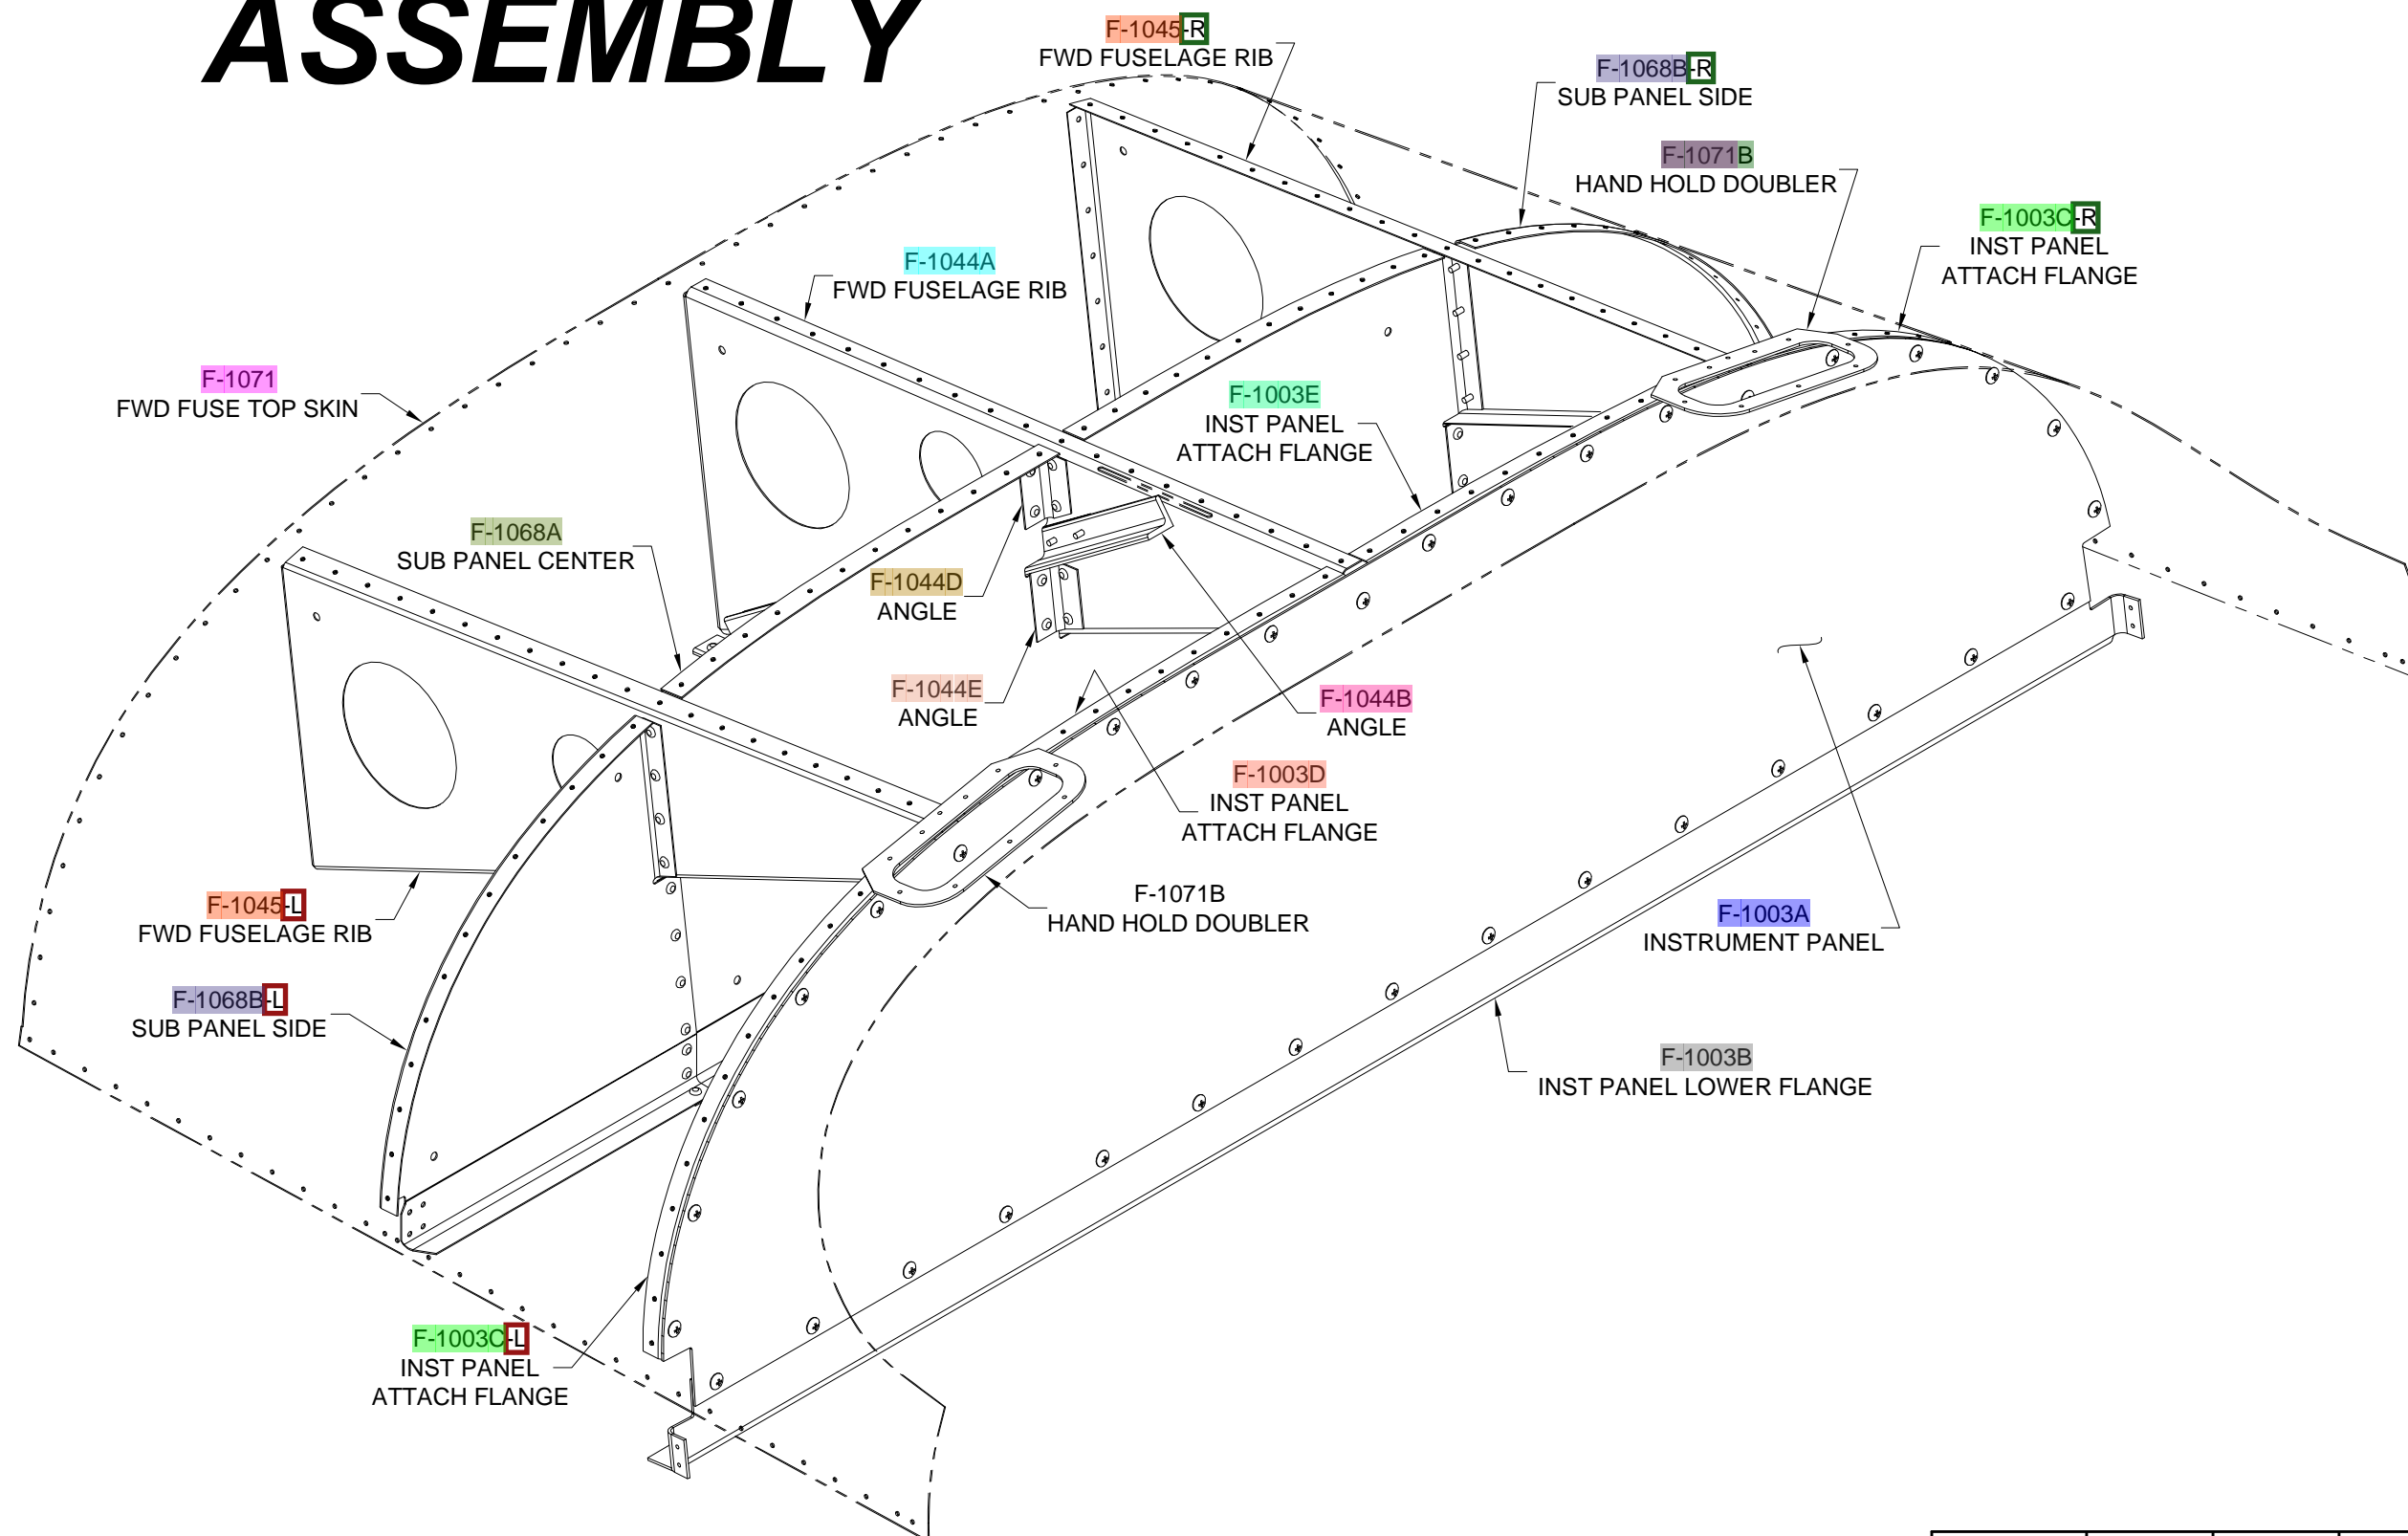 ASSEMBLY
F-1045-R
FWD FUSELAGE RIB
F-1068B-R
SUB PANEL SIDE
F-1071B
HAND HOLD DOUBLER
F-1003C-R
INST PANEL
ATTACH FLANGE
F-1044A
FWD FUSELAGE RIB
F-1071
FWD FUSE TOP SKIN
F-1003E
INST PANEL
ATTACH FLANGE
F-1068A
SUB PANEL CENTER
F-1044D
ANGLE
F-1044E
ANGLE
F-1044B
ANGLE
F-1003D
INST PANEL
ATTACH FLANGE
F-1045-L
FWD FUSELAGE RIB
F-1071B
HAND HOLD DOUBLER
F-1003A
INSTRUMENT PANEL
F-1068B-L
SUB PANEL SIDE
F-1003B
INST PANEL LOWER FLANGE
F-1003C-L
INST PANEL
ATTACH FLANGE